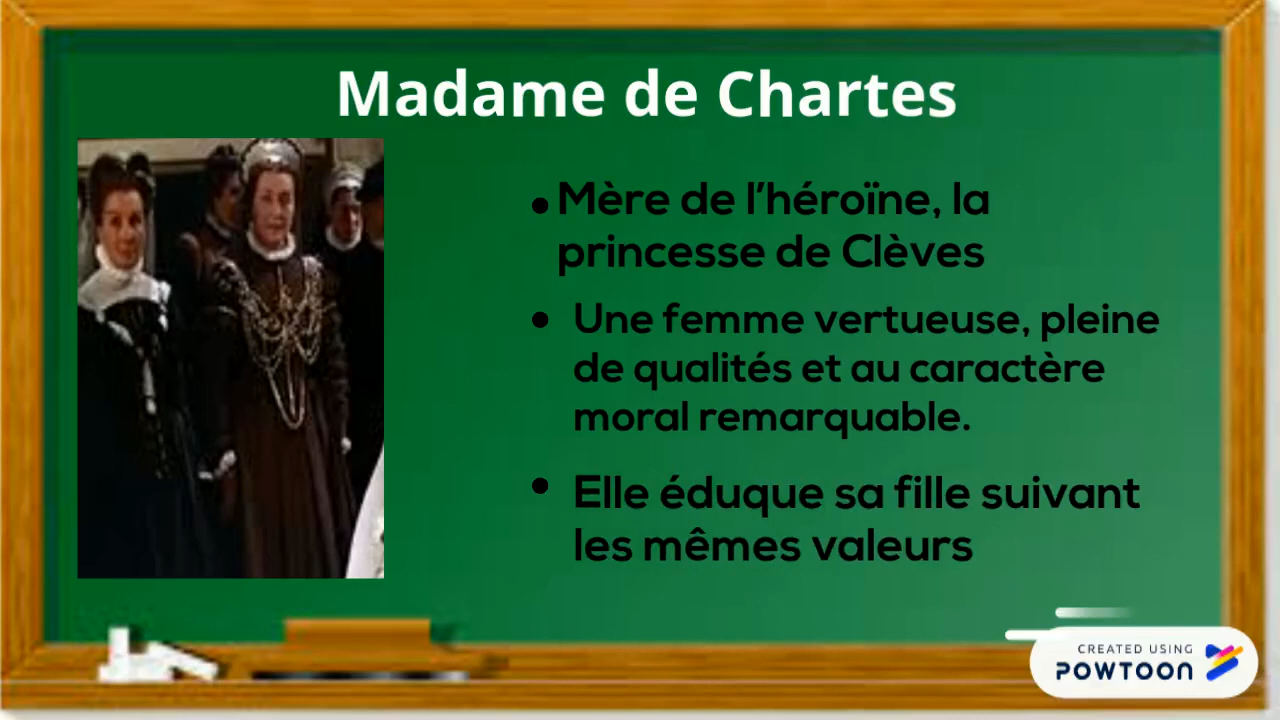 Madame de Chartes
• Mère de l’héroïne, la
princesse de Clèves
• Une femme vertueuse, pleine
de qualités et au caractère
moral remarquable.
• Elle éduque sa fille suivant
les mêmes valeurs
CREATED USING
POWTOON